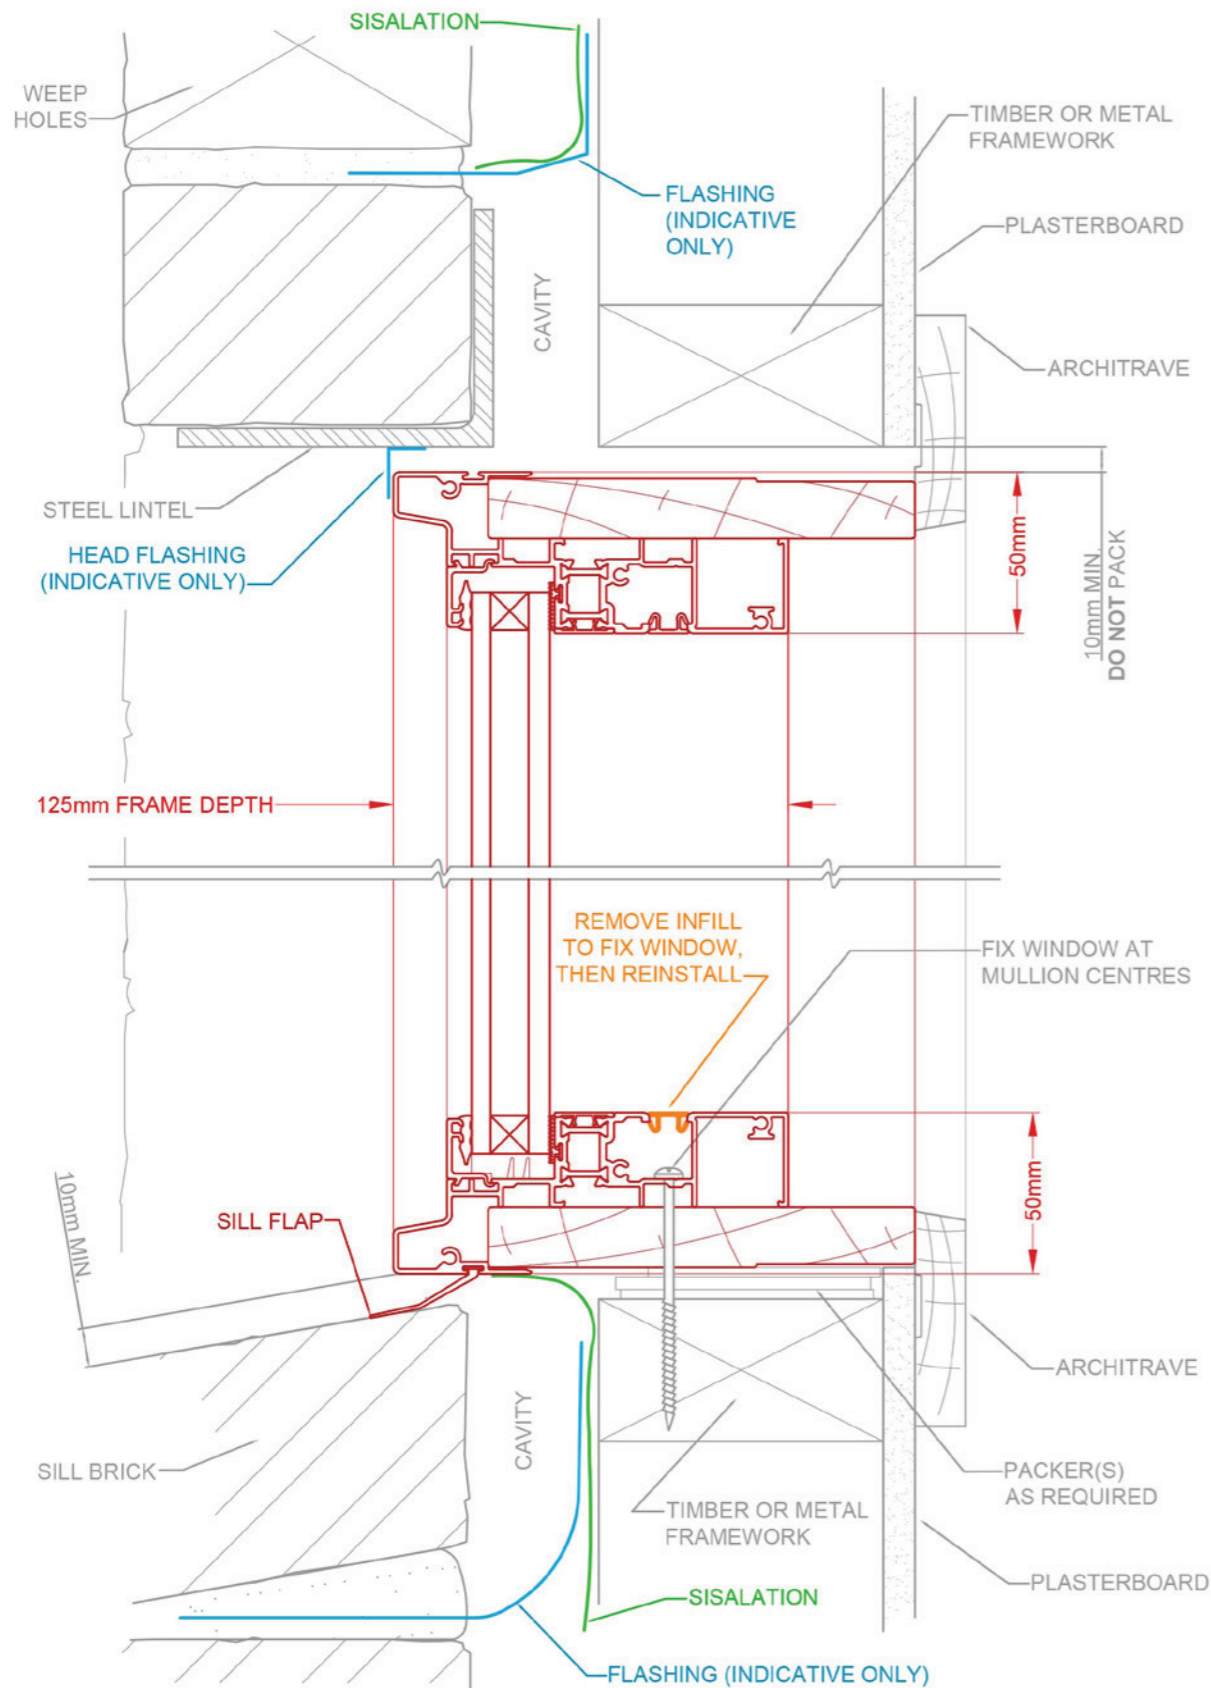 SISALATION
WEEP
HOLES
TIMBER OR METAL
FRAMEWORK
FLASHING
(INDICATIVE
ONLY)
PLASTERBOARD
CAVITY
ARCHITRAVE
STEEL LINTEL
HEAD FLASHING
(INDICATIVE ONLY)
50mm
10mm MIN.
DO NOT PACK
125mm FRAME DEPTH
REMOVE INFILL
TO FIX WINDOW,
THEN REINSTALL
FIX WINDOW AT
MULLION CENTRES
10mm MIN.
SILL FLAP
50mm
ARCHITRAVE
CAVITY
SILL BRICK
PACKER(S)
AS REQUIRED
TIMBER OR METAL
FRAMEWORK
PLASTERBOARD
SISALATION
FLASHING (INDICATIVE ONLY)